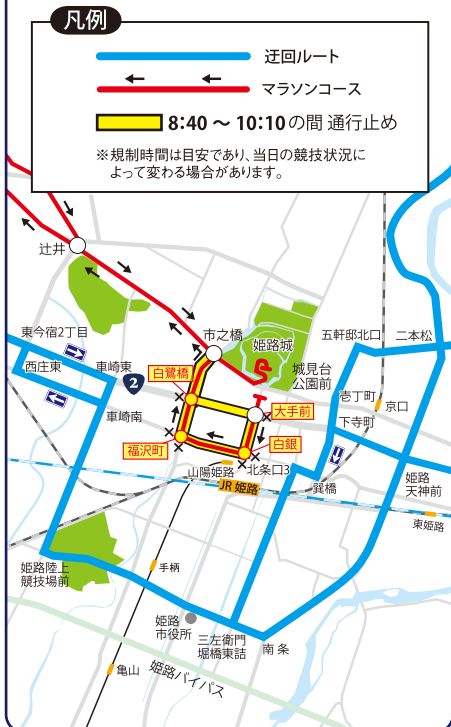 凡例
迂回ルート
マラソンコース
8:40 〜 10:10の間 通行止め
※規制時間は目安であり、当日の競技状況に
よって変わる場合があります。
辻井
東今宿2丁目
市之橋
姫路城
五軒邸北口
二本松
西庄東
車崎東
白鷺橋
城見台
公園前
2
壱丁町
京口
車崎南
大手前
下寺町
福沢町
白銀
山陽姫路
北条口3
巽橋
姫路
天神前
JR 姫路
東姫路
姫路陸上
競技場前
手柄
姫路
市役所
三左衛門
堀橋東詰
南条
亀山
姫路バイパス